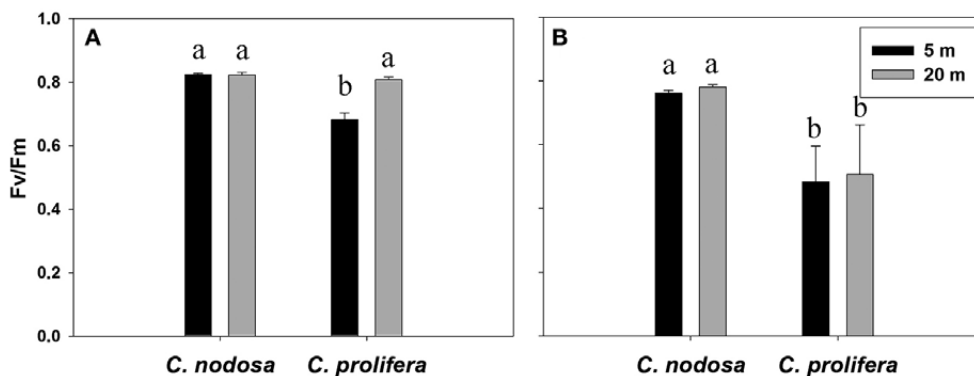 A
B
Fv/Fm
1.0
0.8
0.6
0.4
0.2
0.0
a a
b a
a a
b b
5 m
20 m
C. nodosa C. prolifera
C. nodosa C. prolifera